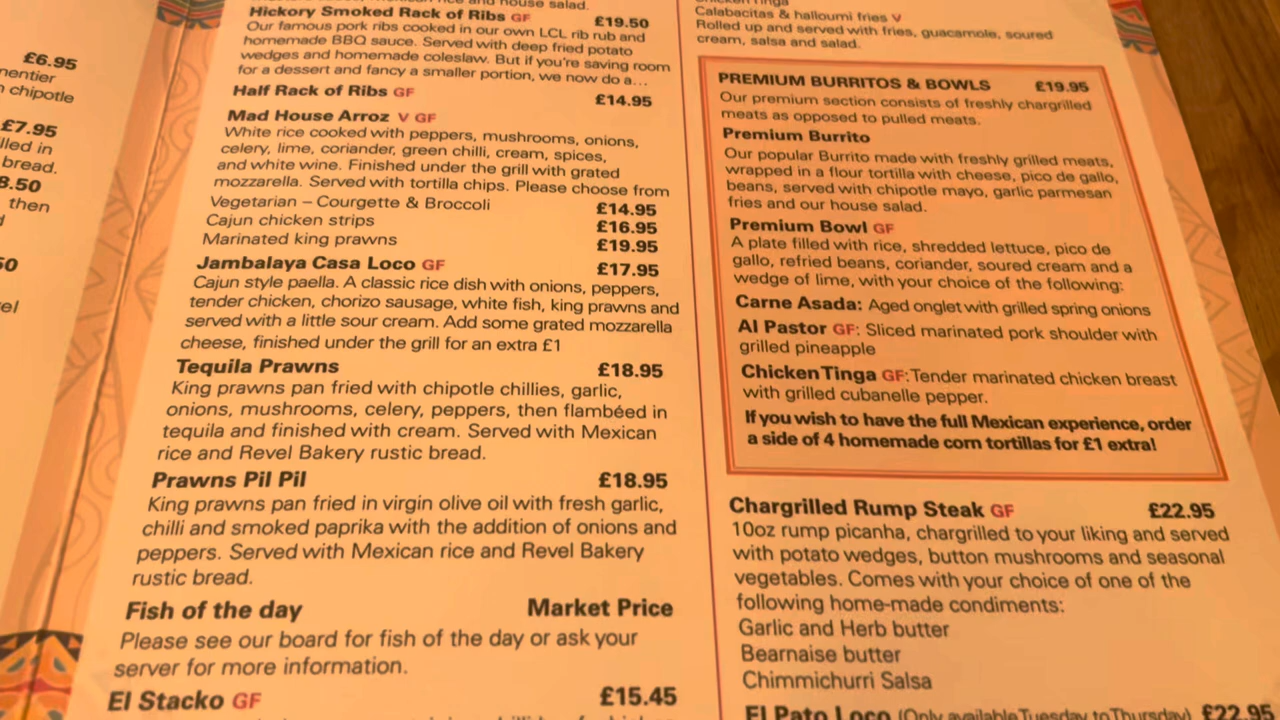 £6.95
chipotle
£7.95
lled in
bread.
8.50
then
and house salad.
Hickory Smoked Rack of Ribs GF £19.50
Our famous pork ribs cooked in our own LCL rib rub and
homemade BBQ sauce. Served with deep fried potato
wedges and homemade coleslaw. But if you're saving room
for a dessert and fancy a smaller portion, we now do a...
Half Rack of Ribs GF £14.95
Mad House Arroz V GF
White rice cooked with peppers, mushrooms, onions,
celery, lime, coriander, green chilli, cream, spices,
and white wine. Finished under the grill with grated
mozzarella. Served with tortilla chips. Please choose from
Vegetarian – Courgette & Broccoli £14.95
Cajun chicken strips £16.95
Marinated king prawns £19.95
Jambalaya Casa Loco GF £17.95
Cajun style paella. A classic rice dish with onions, peppers,
tender chicken, chorizo sausage, white fish, king prawns and
served with a little sour cream. Add some grated mozzarella
cheese, finished under the grill for an extra £1
Tequila Prawns £18.95
King prawns pan fried with chipotle chillies, garlic,
onions, mushrooms, celery, peppers, then flambéed in
tequila and finished with cream. Served with Mexican
rice and Revel Bakery rustic bread.
Prawns Pil Pil £18.95
King prawns pan fried in virgin olive oil with fresh garlic,
chilli and smoked paprika with the addition of onions and
peppers. Served with Mexican rice and Revel Bakery
rustic bread.
Fish of the day Market Price
Please see our board for fish of the day or ask your
server for more information.
El Stacko GF £15.45
Calabacitas & halloumi fries V
Rolled up and served with fries, guacamole, soured
cream, salsa and salad.
PREMIUM BURRITOS & BOWLS £19.95
Our premium section consists of freshly chargrilled
meats as opposed to pulled meats.
Premium Burrito
Our popular Burrito made with freshly grilled meats,
wrapped in a flour tortilla with cheese, pico de gallo,
beans, served with chipotle mayo, garlic parmesan
fries and our house salad.
Premium Bowl GF
A plate filled with rice, shredded lettuce, pico de
gallo, refried beans, coriander, soured cream and a
wedge of lime, with your choice of the following:
Carne Asada: Aged onglet with grilled spring onions
Al Pastor GF: Sliced marinated pork shoulder with
grilled pineapple
Chicken Tinga GF: Tender marinated chicken breast
with grilled cubanelle pepper.
If you wish to have the full Mexican experience, order
a side of 4 homemade corn tortillas for £1 extra!
Chargrilled Rump Steak GF £22.95
10oz rump picanha, chargrilled to your liking and served
with potato wedges, button mushrooms and seasonal
vegetables. Comes with your choice of one of the
following home-made condiments:
Garlic and Herb butter
Bearnaise butter
Chimmichurri Salsa
El Pato Loco (Only available Tuesday to Thursday) £22.95